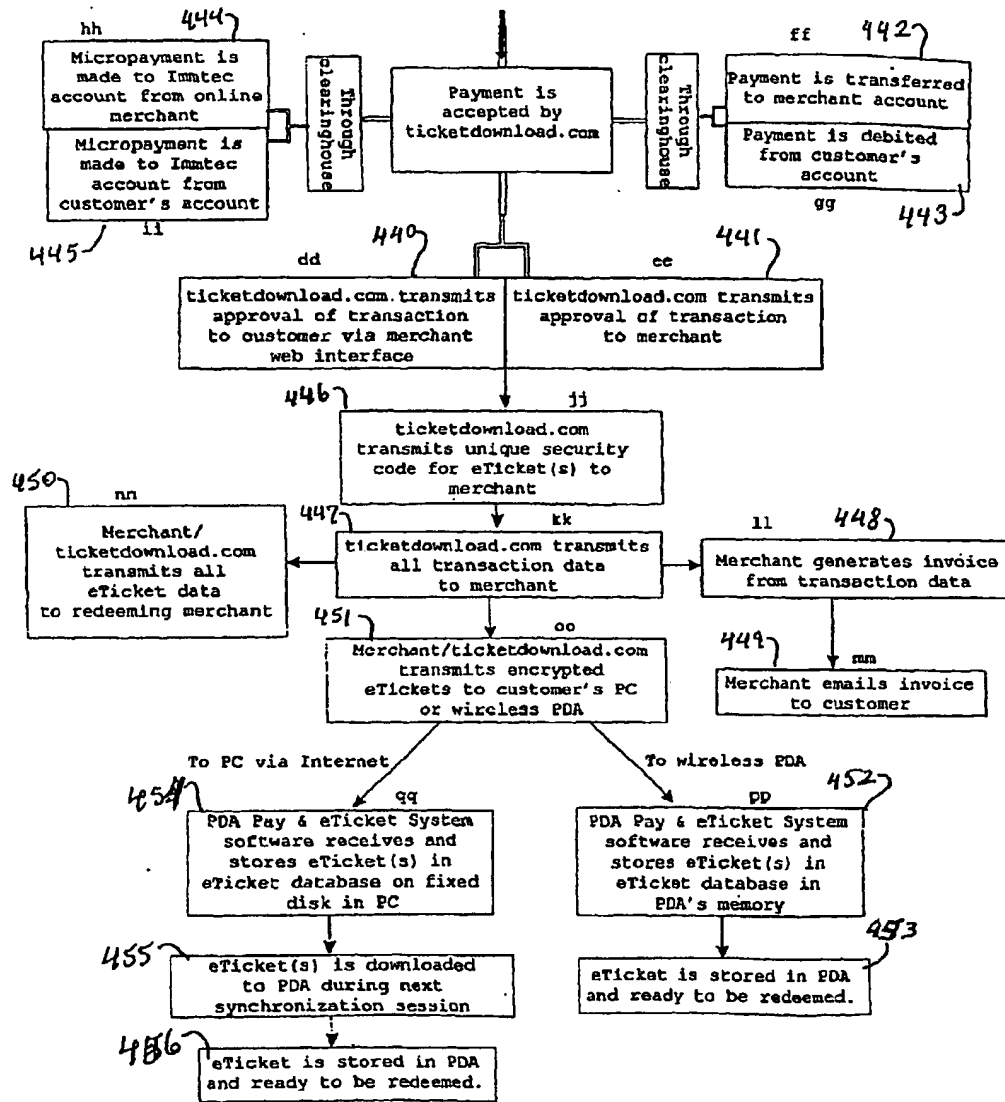 hh
444
Micropayment is
made to Immtec
account from online
merchant
Micropayment is
made to Immtec
account from
customer's account
ii
445
Through
clearinghouse
Payment is
accepted by
ticketdownload.com
Through
clearinghouse
ff
442
Payment is transferred
to merchant account
Payment is debited
from customer's
account
gg
443
dd
440
ticketdownload.com transmits
approval of transaction
to customer via merchant
web interface
ee
441
ticketdownload.com transmits
approval of transaction
to merchant
446
jj
ticketdownload.com
transmits unique security
code for eTicket(s) to
merchant
450
nn
Merchant/
ticketdownload.com
transmits all
eTicket data
to redeeming merchant
447
kk
ticketdownload.com transmits
all transaction data
to merchant
ll
448
Merchant generates invoice
from transaction data
449
mm
Merchant emails invoice
to customer
451
oo
Merchant/ticketdownload.com
transmits encrypted
eTickets to customer's PC
or wireless PDA
To PC via Internet
To wireless PDA
454
qq
PDA Pay & eTicket System
software receives and
stores eTicket(s) in
eTicket database on fixed
disk in PC
452
pp
PDA Pay & eTicket System
software receives and
stores eTicket(s) in
eTicket database in
PDA's memory
455
eTicket(s) is downloaded
to PDA during next
synchronization session
453
eTicket is stored in PDA
and ready to be redeemed.
456
eTicket is stored in PDA
and ready to be redeemed.